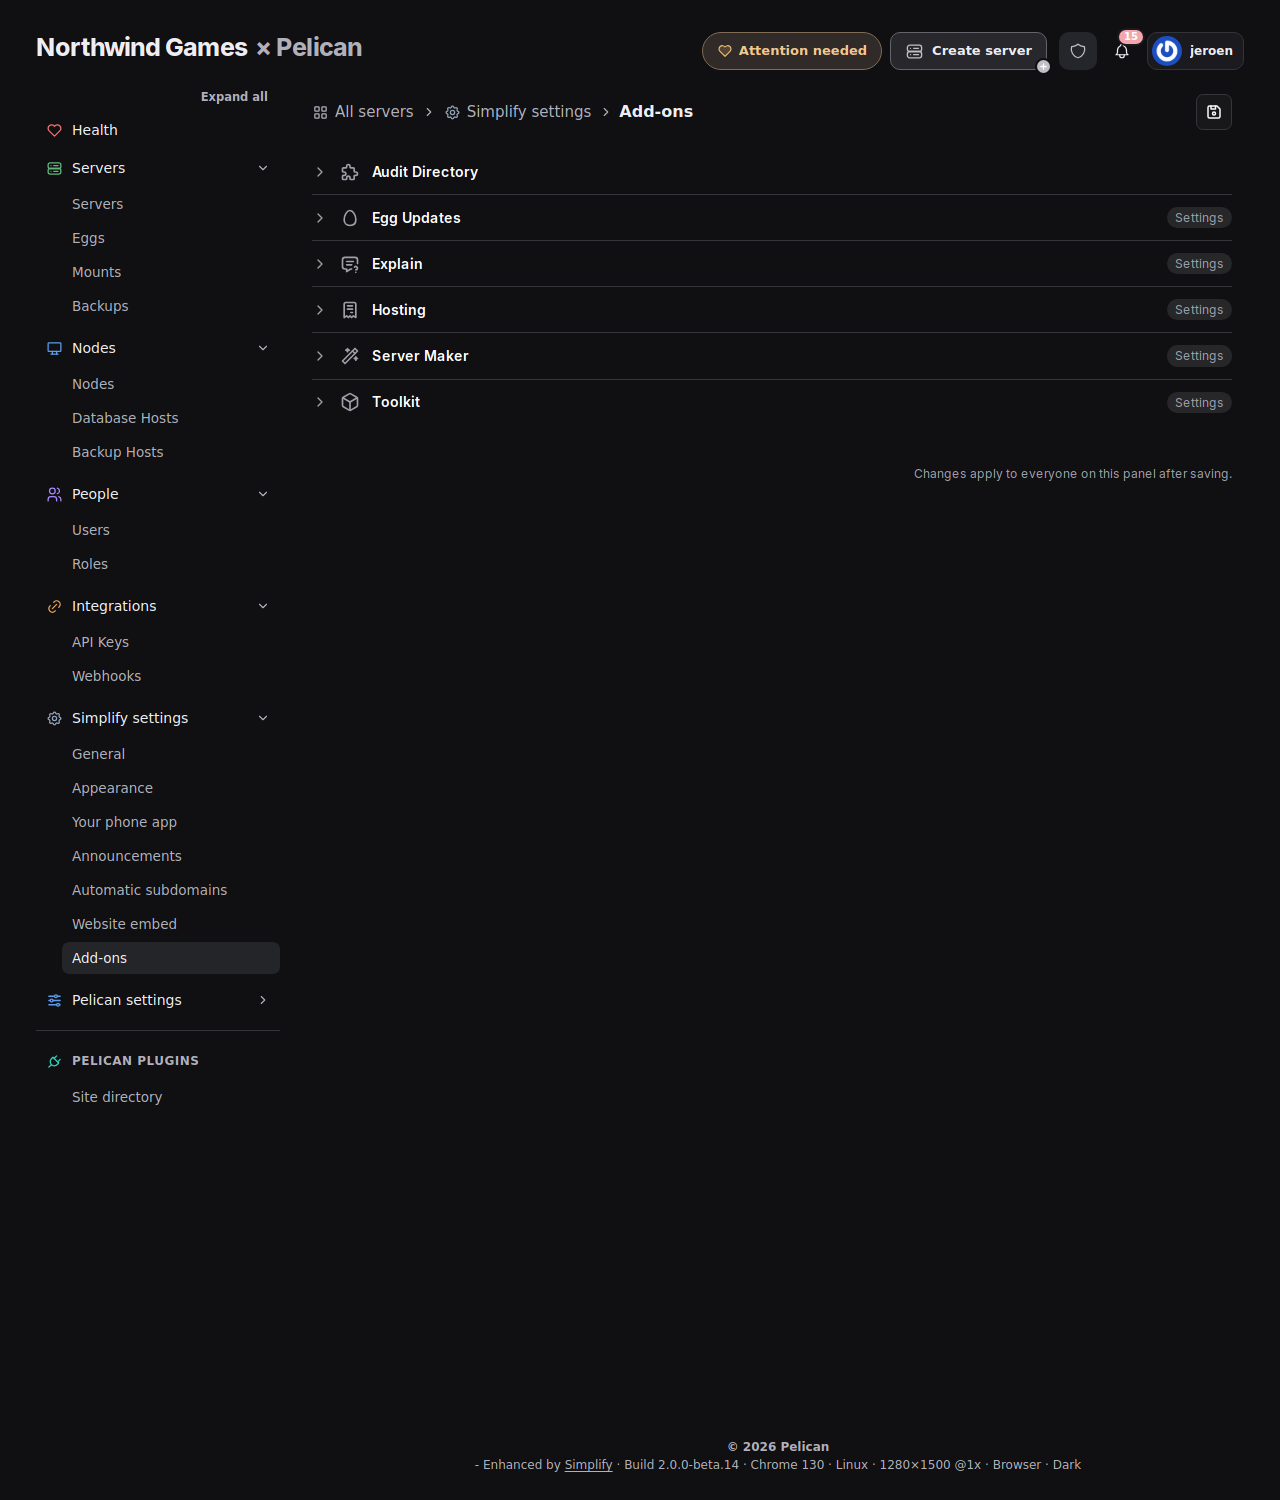 Northwind Games × Pelican
Attention needed
Create server
15
jeroen
Expand all
Health
Servers
Servers
Eggs
Mounts
Backups
Nodes
Nodes
Database Hosts
Backup Hosts
People
Users
Roles
Integrations
API Keys
Webhooks
Simplify settings
General
Appearance
Your phone app
Announcements
Automatic subdomains
Website embed
Add-ons
Pelican settings
PELICAN PLUGINS
Site directory
All servers > Simplify settings > Add-ons
Audit Directory
Egg Updates Settings
Explain Settings
Hosting Settings
Server Maker Settings
Toolkit Settings
Changes apply to everyone on this panel after saving.
© 2026 Pelican
- Enhanced by Simplify · Build 2.0.0-beta.14 · Chrome 130 · Linux · 1280×1500 @1x · Browser · Dark